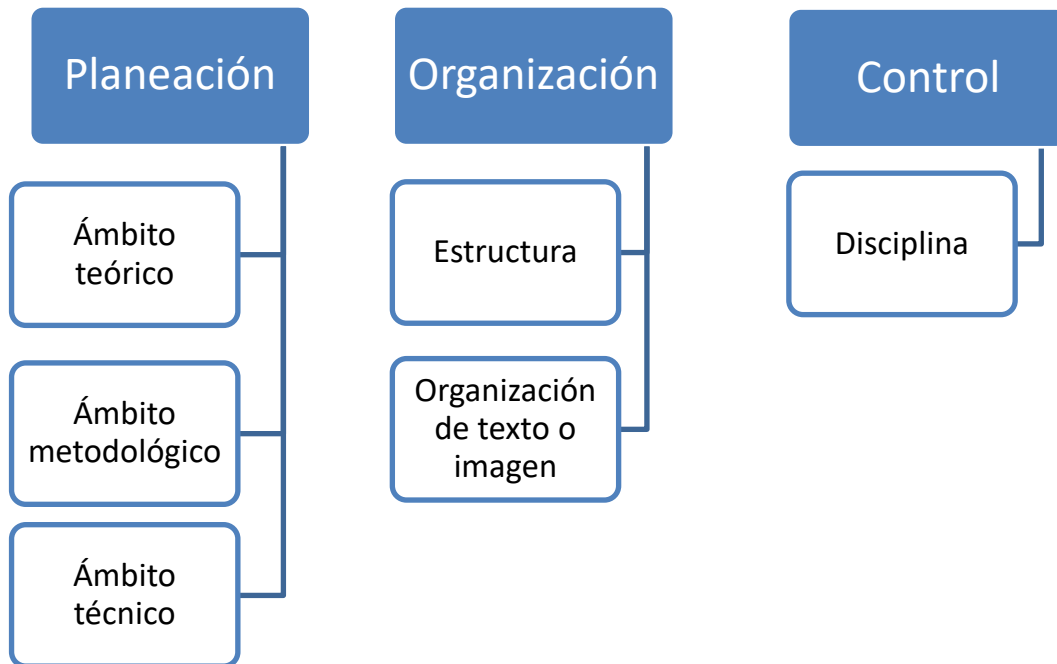 Planeación
Ámbito
teórico
Ámbito
metodológico
Ámbito
técnico
Organización
Estructura
Organización
de texto o
imagen
Control
Disciplina